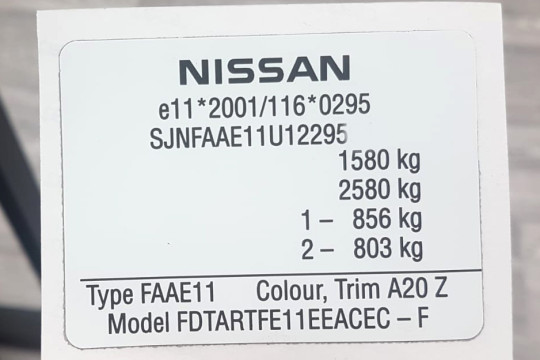 NISSAN
e11*2001/116*0295
SJNFAAE11U12295
1580 kg
2580 kg
1 – 856 kg
2 – 803 kg
Type FAAE11 Colour, Trim A20 Z
Model FDTARTFE11EEACEC – F